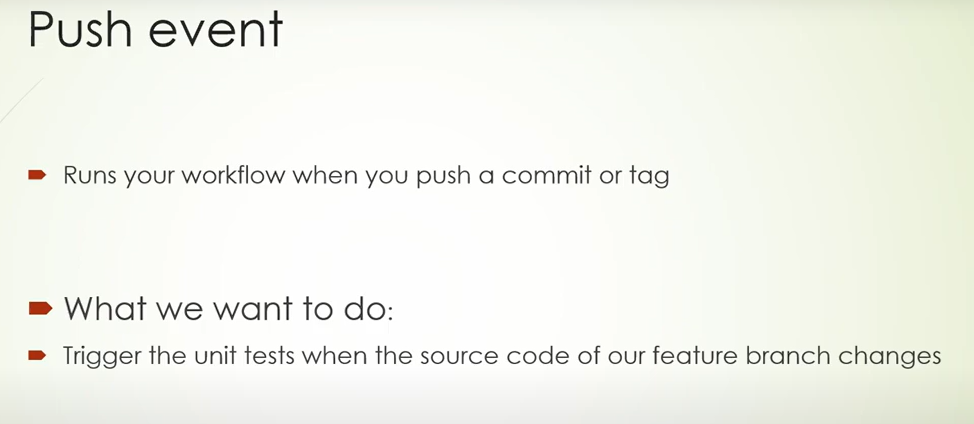 Push event
Runs your workflow when you push a commit or tag
What we want to do:
Trigger the unit tests when the source code of our feature branch changes